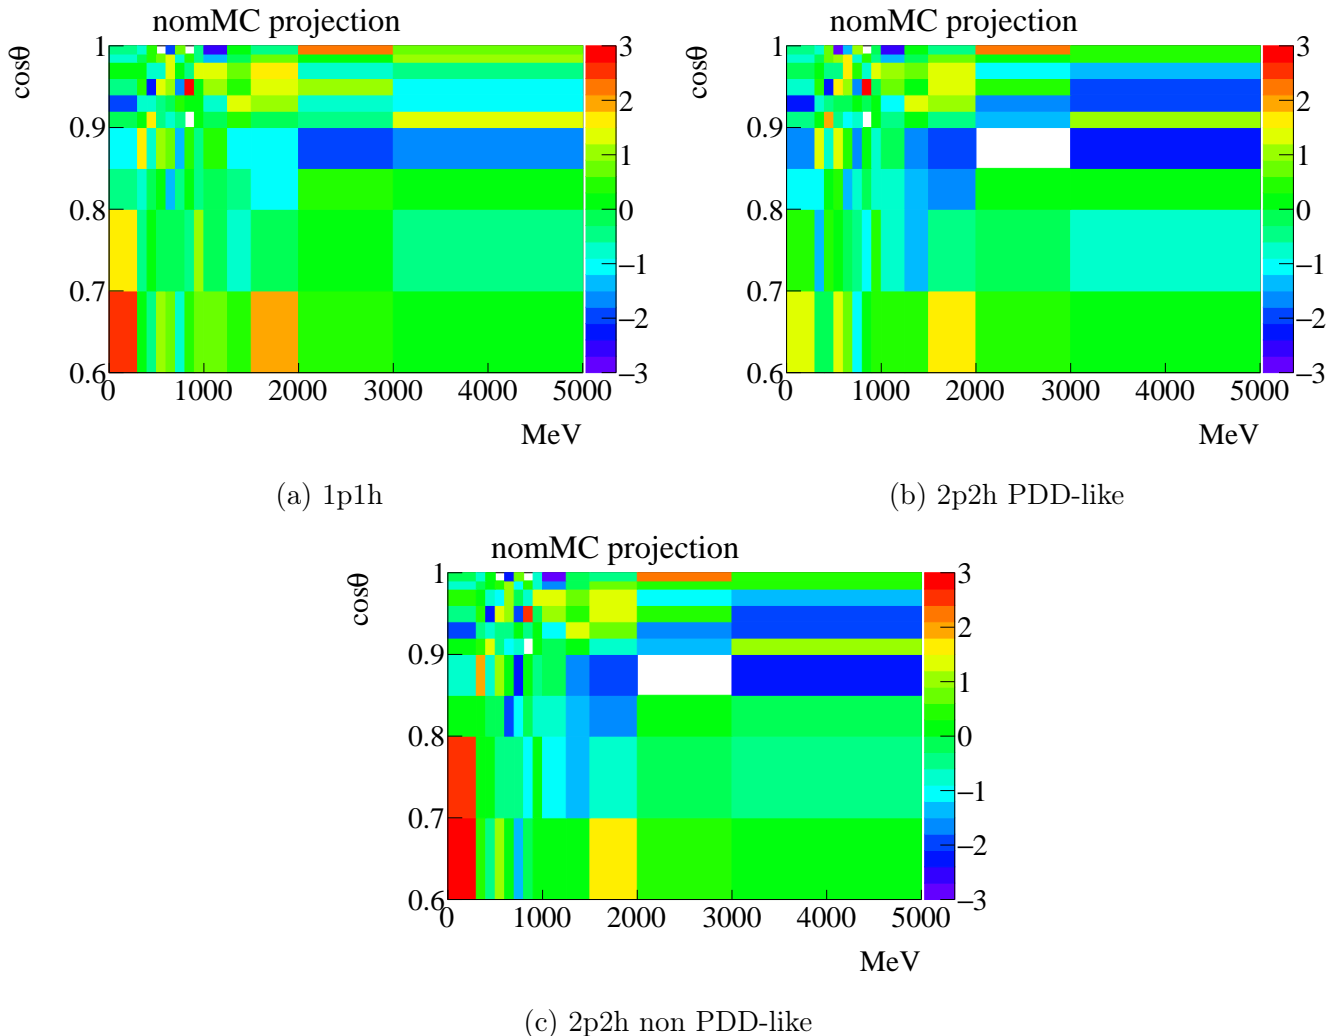 nomMC projection
cosθ
1
0.9
0.8
0.7
0.6
0 1000 2000 3000 4000 5000
MeV
3
2
1
0
−1
−2
−3
(a) 1p1h
nomMC projection
cosθ
1
0.9
0.8
0.7
0.6
0 1000 2000 3000 4000 5000
MeV
3
2
1
0
−1
−2
−3
(b) 2p2h PDD-like
nomMC projection
cosθ
1
0.9
0.8
0.7
0.6
0 1000 2000 3000 4000 5000
MeV
3
2
1
0
−1
−2
−3
(c) 2p2h non PDD-like